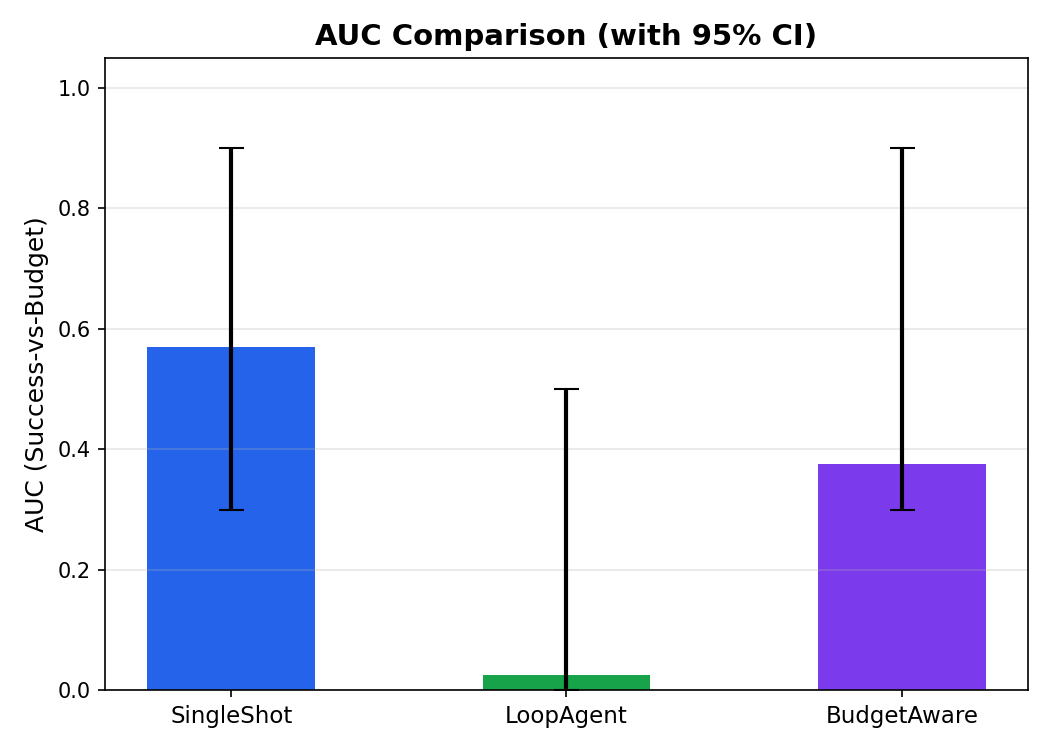 AUC Comparison (with 95% CI)
AUC (Success-vs-Budget)
1.0
0.8
0.6
0.4
0.2
0.0
SingleShot LoopAgent BudgetAware